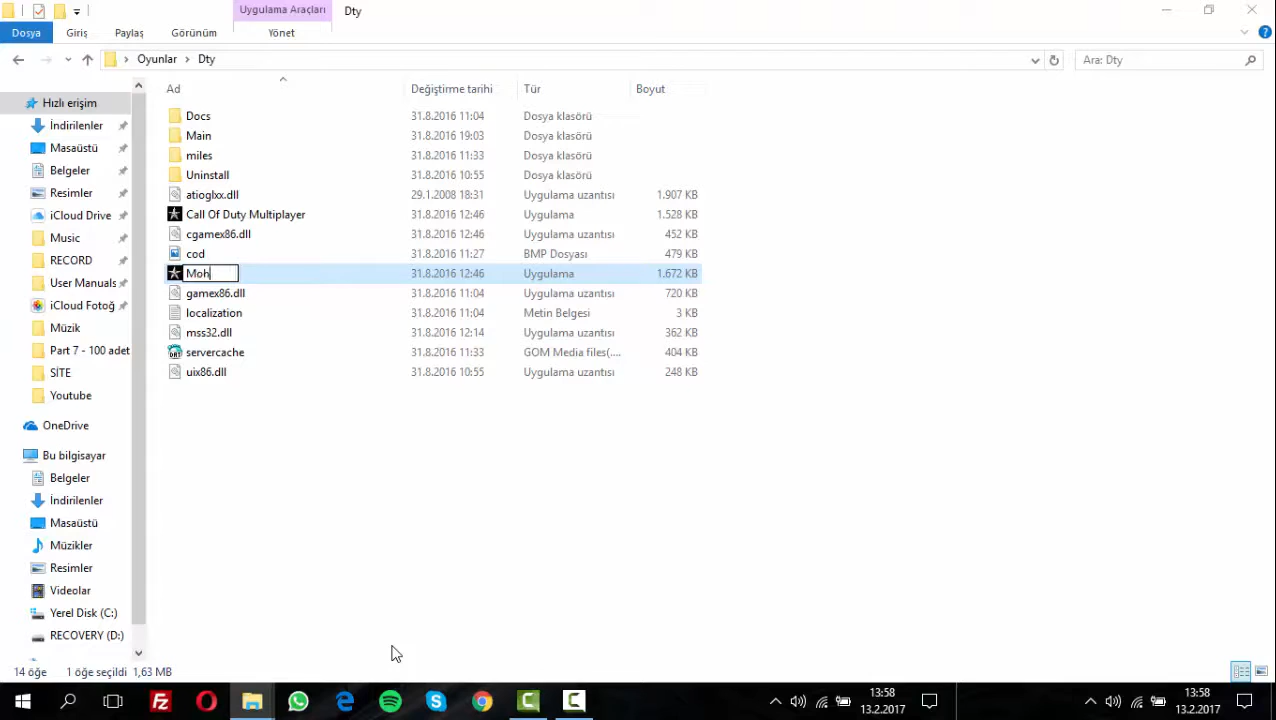 Uygulama Araçları
Dty
Dosya
Giriş
Paylaş
Görünüm
Yönet
Oyunlar
Dty
Ara: Dty
Ad
Değiştirme tarihi
Tür
Boyut
Docs
31.8.2016 11:04
Dosya klasörü
Main
31.8.2016 19:03
Dosya klasörü
miles
31.8.2016 11:33
Dosya klasörü
Uninstall
31.8.2016 10:55
Dosya klasörü
atioglxx.dll
29.1.2008 18:31
Uygulama uzantısı
1.907 KB
Call Of Duty Multiplayer
31.8.2016 12:46
Uygulama
1.528 KB
cgamex86.dll
31.8.2016 12:46
Uygulama uzantısı
452 KB
cod
31.8.2016 11:27
BMP Dosyası
479 KB
Moh
31.8.2016 12:46
Uygulama
1.672 KB
gamex86.dll
31.8.2016 11:04
Uygulama uzantısı
720 KB
localization
31.8.2016 11:04
Metin Belgesi
3 KB
mss32.dll
31.8.2016 12:14
Uygulama uzantısı
362 KB
servercache
31.8.2016 11:33
GOM Media files(....
404 KB
uix86.dll
31.8.2016 10:55
Uygulama uzantısı
248 KB
Hızlı erişim
İndirilenler
Masaüstü
Belgeler
Resimler
iCloud Drive
Music
RECORD
User Manuals
iCloud Fotoğ
Müzik
Part 7 - 100 adet
SİTE
Youtube
OneDrive
Bu bilgisayar
Belgeler
İndirilenler
Masaüstü
Müzikler
Resimler
Videolar
Yerel Disk (C:)
RECOVERY (D:)
14 öğe
1 öğe seçildi
1,63 MB
13:58
13.2.2017
13:58
13.2.2017